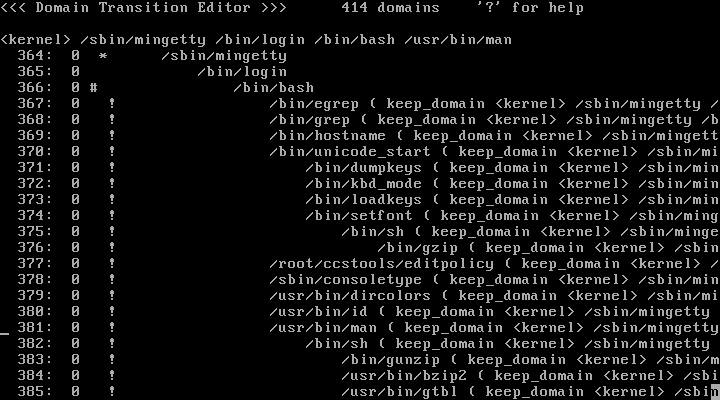 <<< Domain Transition Editor >>>      414 domains    '?' for help
<kernel> /sbin/mingetty /bin/login /bin/bash /usr/bin/man
364:  0  *      /sbin/mingetty
365:  0             /bin/login
366:  0 #               /bin/bash
367:  0   !                 /bin/egrep ( keep_domain <kernel> /sbin/mingetty /
368:  0   !                 /bin/grep ( keep_domain <kernel> /sbin/mingetty /b
369:  0   !                 /bin/hostname ( keep_domain <kernel> /sbin/mingett
370:  0   !                 /bin/unicode_start ( keep_domain <kernel> /sbin/mi
371:  0   !                     /bin/dumpkeys ( keep_domain <kernel> /sbin/min
372:  0   !                     /bin/kbd_mode ( keep_domain <kernel> /sbin/min
373:  0   !                     /bin/loadkeys ( keep_domain <kernel> /sbin/min
374:  0   !                     /bin/setfont ( keep_domain <kernel> /sbin/ming
375:  0   !                         /bin/sh ( keep_domain <kernel> /sbin/minge
376:  0   !                             /bin/gzip ( keep_domain <kernel> /sbin
377:  0   !                 /root/ccstools/editpolicy ( keep_domain <kernel> /
378:  0   !                 /sbin/consoletype ( keep_domain <kernel> /sbin/min
379:  0   !                 /usr/bin/dircolors ( keep_domain <kernel> /sbin/mi
380:  0   !                 /usr/bin/id ( keep_domain <kernel> /sbin/mingetty
381:  0   !                 /usr/bin/man ( keep_domain <kernel> /sbin/mingetty
382:  0   !                     /bin/sh ( keep_domain <kernel> /sbin/mingetty
383:  0   !                         /bin/gunzip ( keep_domain <kernel> /sbin/m
384:  0   !                         /usr/bin/bzip2 ( keep_domain <kernel> /sbi
385:  0   !                         /usr/bin/gtbl ( keep_domain <kernel> /sbin